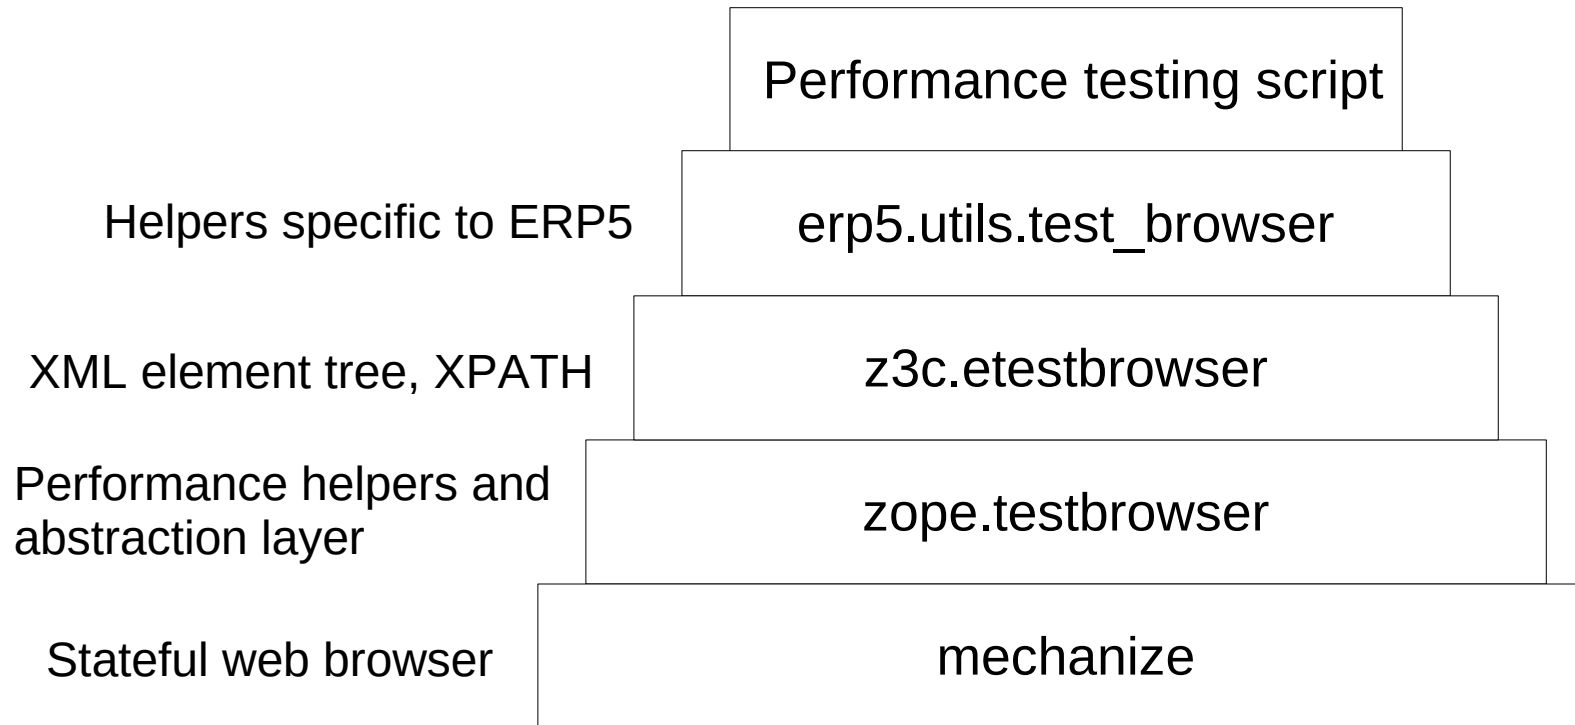 Performance testing script
Helpers specific to ERP5
erp5.utils.test_browser
XML element tree, XPATH
z3c.etestbrowser
Performance helpers and
abstraction layer
zope.testbrowser
Stateful web browser
mechanize